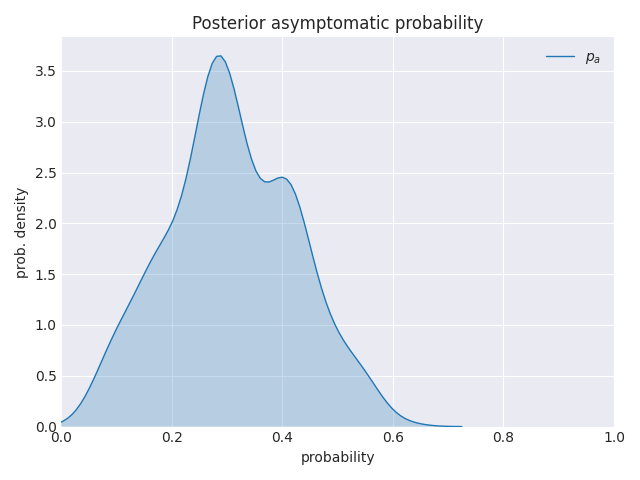 Posterior asymptomatic probability
pₐ
prob. density
3.5
3.0
2.5
2.0
1.5
1.0
0.5
0.0
0.0 0.2 0.4 0.6 0.8 1.0
probability